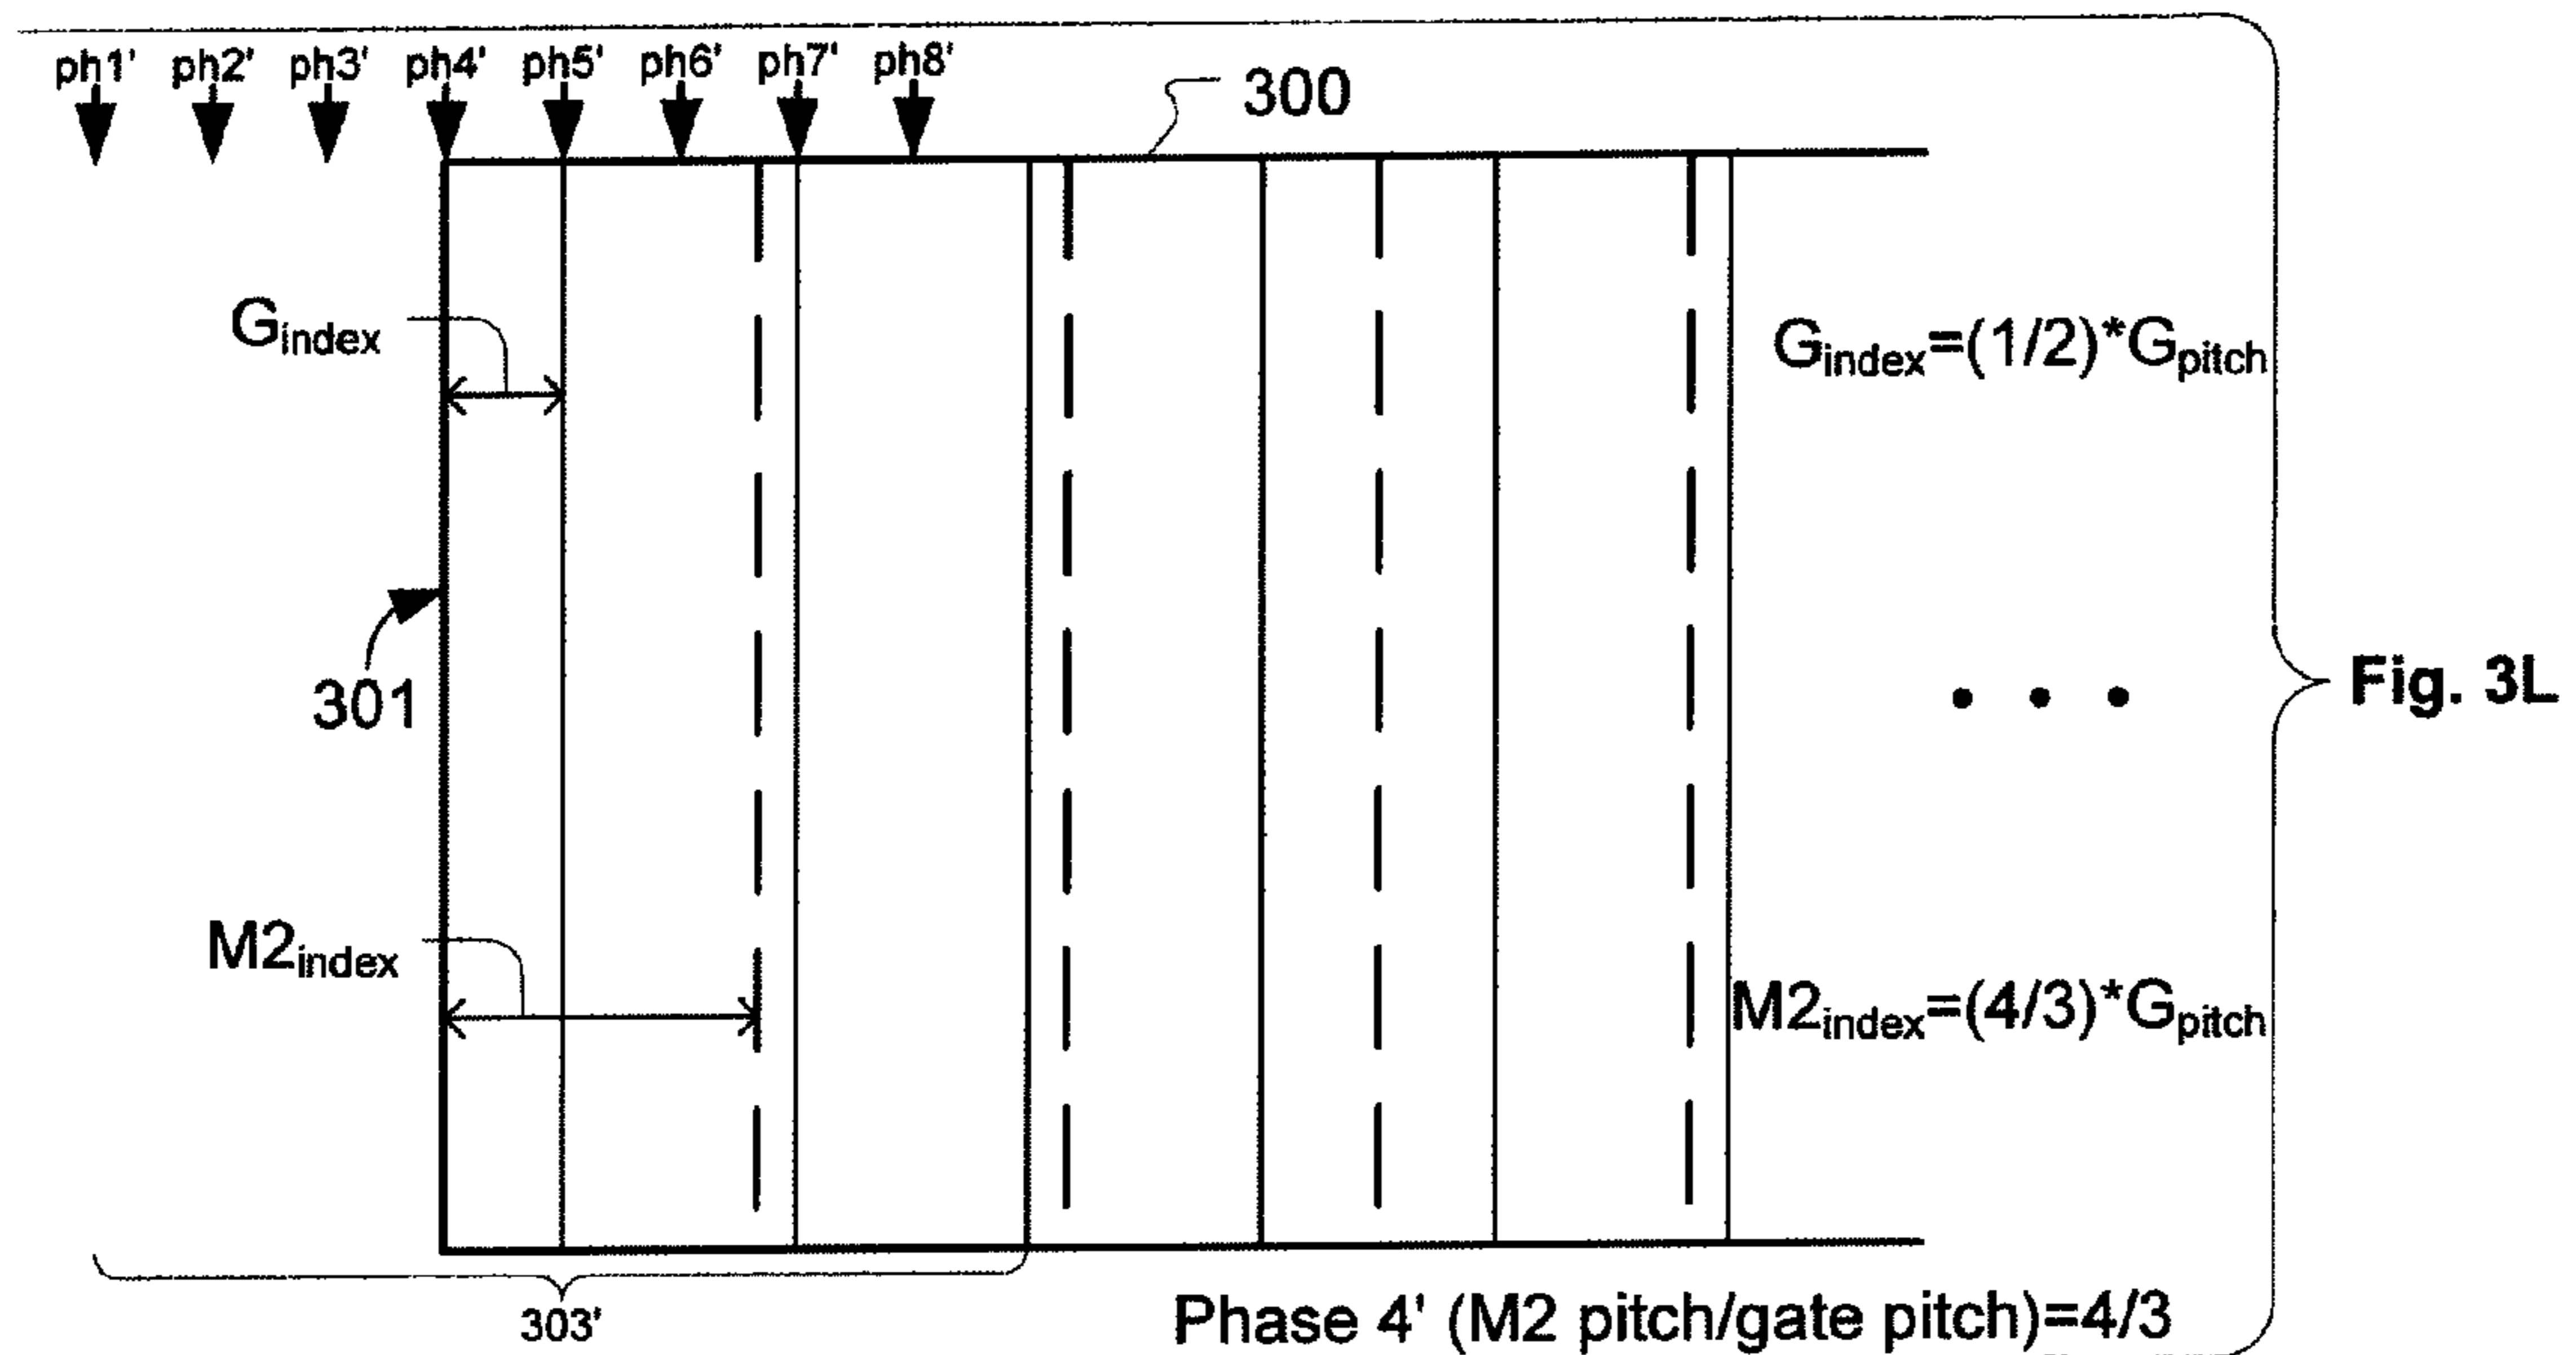 ph1' ph2' ph3' ph4' ph5' ph6' ph7' ph8'
300
Gindex
Gindex=(1/2)*Gpitch
301
Fig. 3L
M2index
M2index=(4/3)*Gpitch
303'
Phase 4' (M2 pitch/gate pitch)=4/3